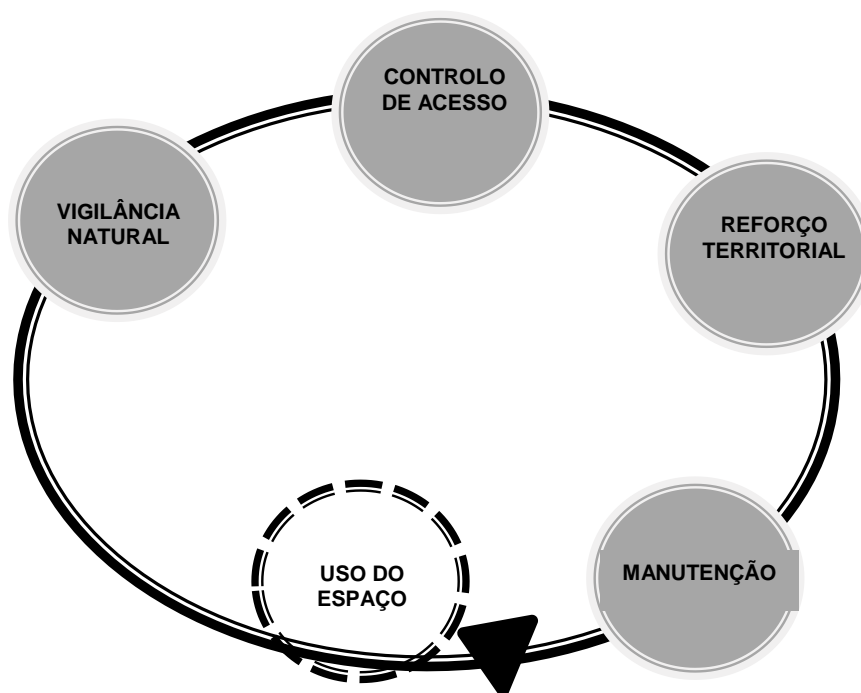 CONTROLO
DE ACESSO
VIGILÂNCIA
NATURAL
REFORÇO
TERRITORIAL
USO DO
ESPAÇO
MANUTENÇÃO